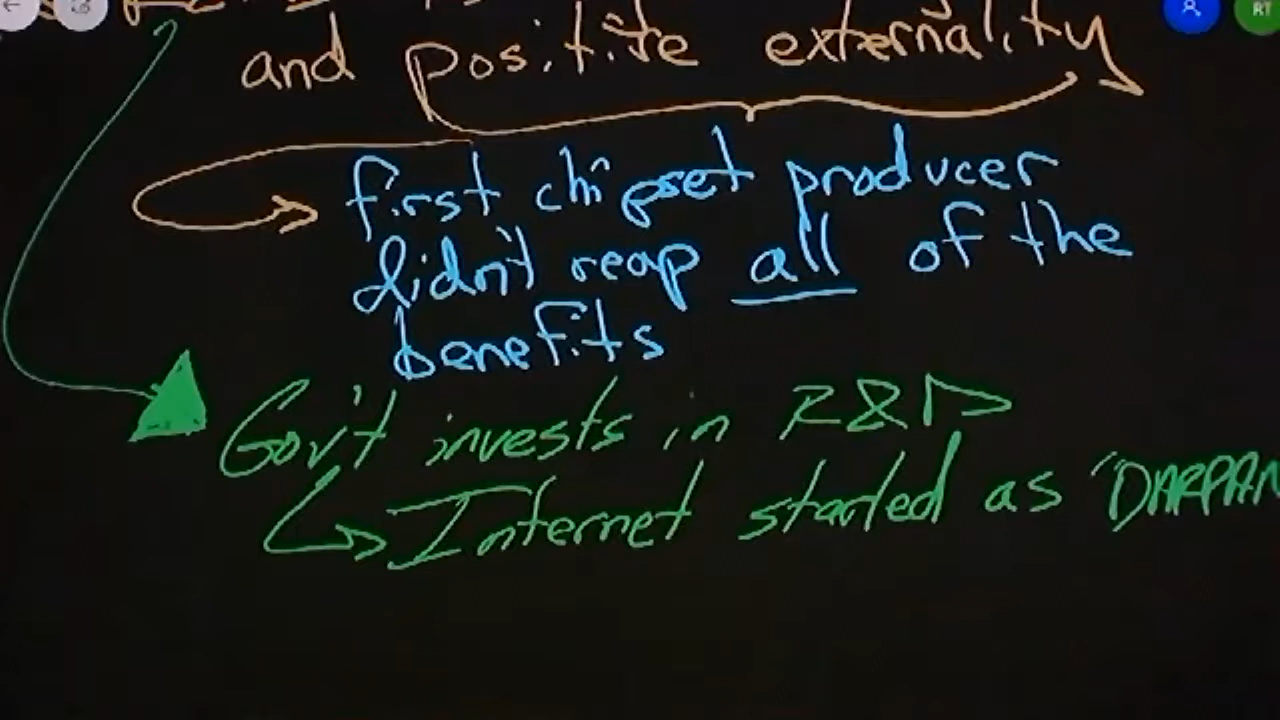 and positive externality
first chipset producer
didn't reap all of the
benefits
Gov't invests in R&D
Internet started as "DARPAN
RT